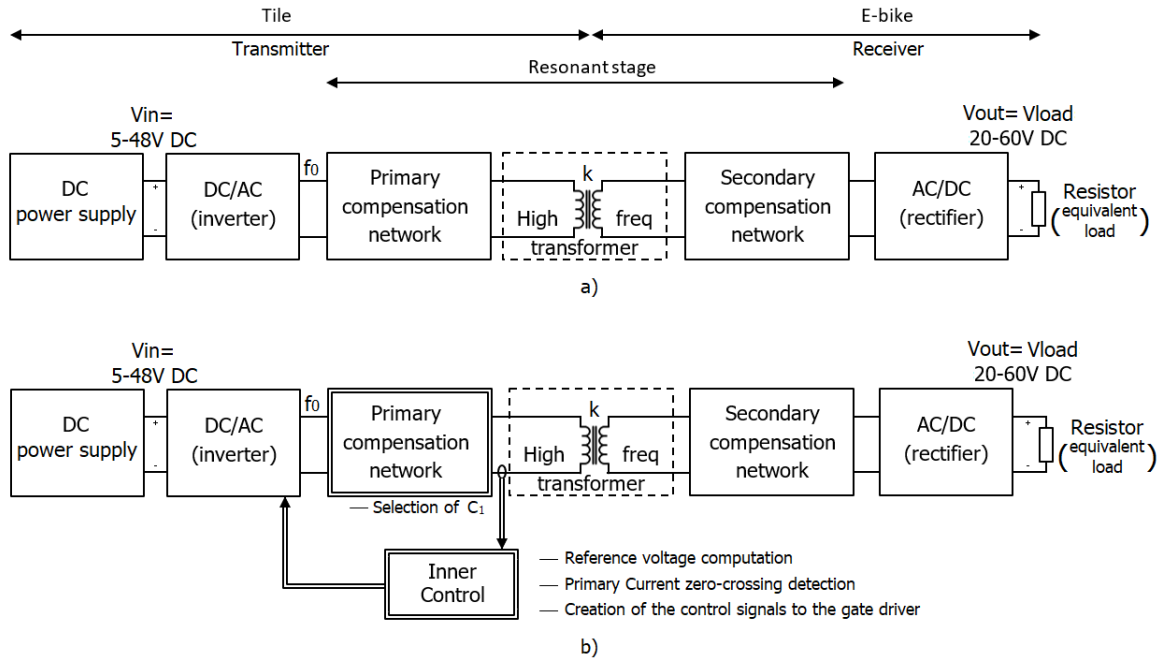 Tile
E-bike
Transmitter
Receiver
Resonant stage
Vin=
5-48V DC
Vout= Vload
20-60V DC
DC
power supply
+
-
DC/AC
(inverter)
f0
Primary
compensation
network
k
High
freq
transformer
Secondary
compensation
network
AC/DC
(rectifier)
+
-
Resistor
(equivalent
load)
a)
Vin=
5-48V DC
Vout= Vload
20-60V DC
DC
power supply
+
-
DC/AC
(inverter)
f0
Primary
compensation
network
— Selection of C1
k
High
freq
transformer
Secondary
compensation
network
AC/DC
(rectifier)
+
-
Resistor
(equivalent
load)
Inner
Control
— Reference voltage computation
— Primary Current zero-crossing detection
— Creation of the control signals to the gate driver
b)